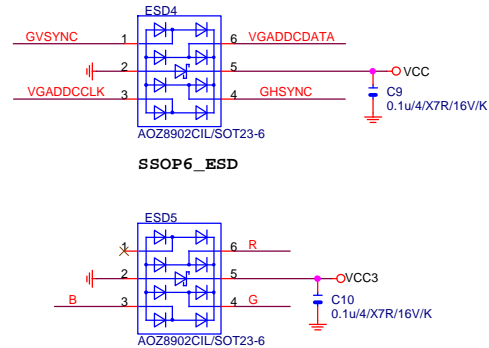 ESD4
GVSYNC 1 6 VGADDCDATA
2 5 VCC
VGADDCCLK 3 4 GHSYNC
C9
0.1u/4/X7R/16V/K
AOZ8902CIL/SOT23-6
SSOP6_ESD
ESD5
1 6 R
2 5 VCC3
B 3 4 G
C10
0.1u/4/X7R/16V/K
AOZ8902CIL/SOT23-6